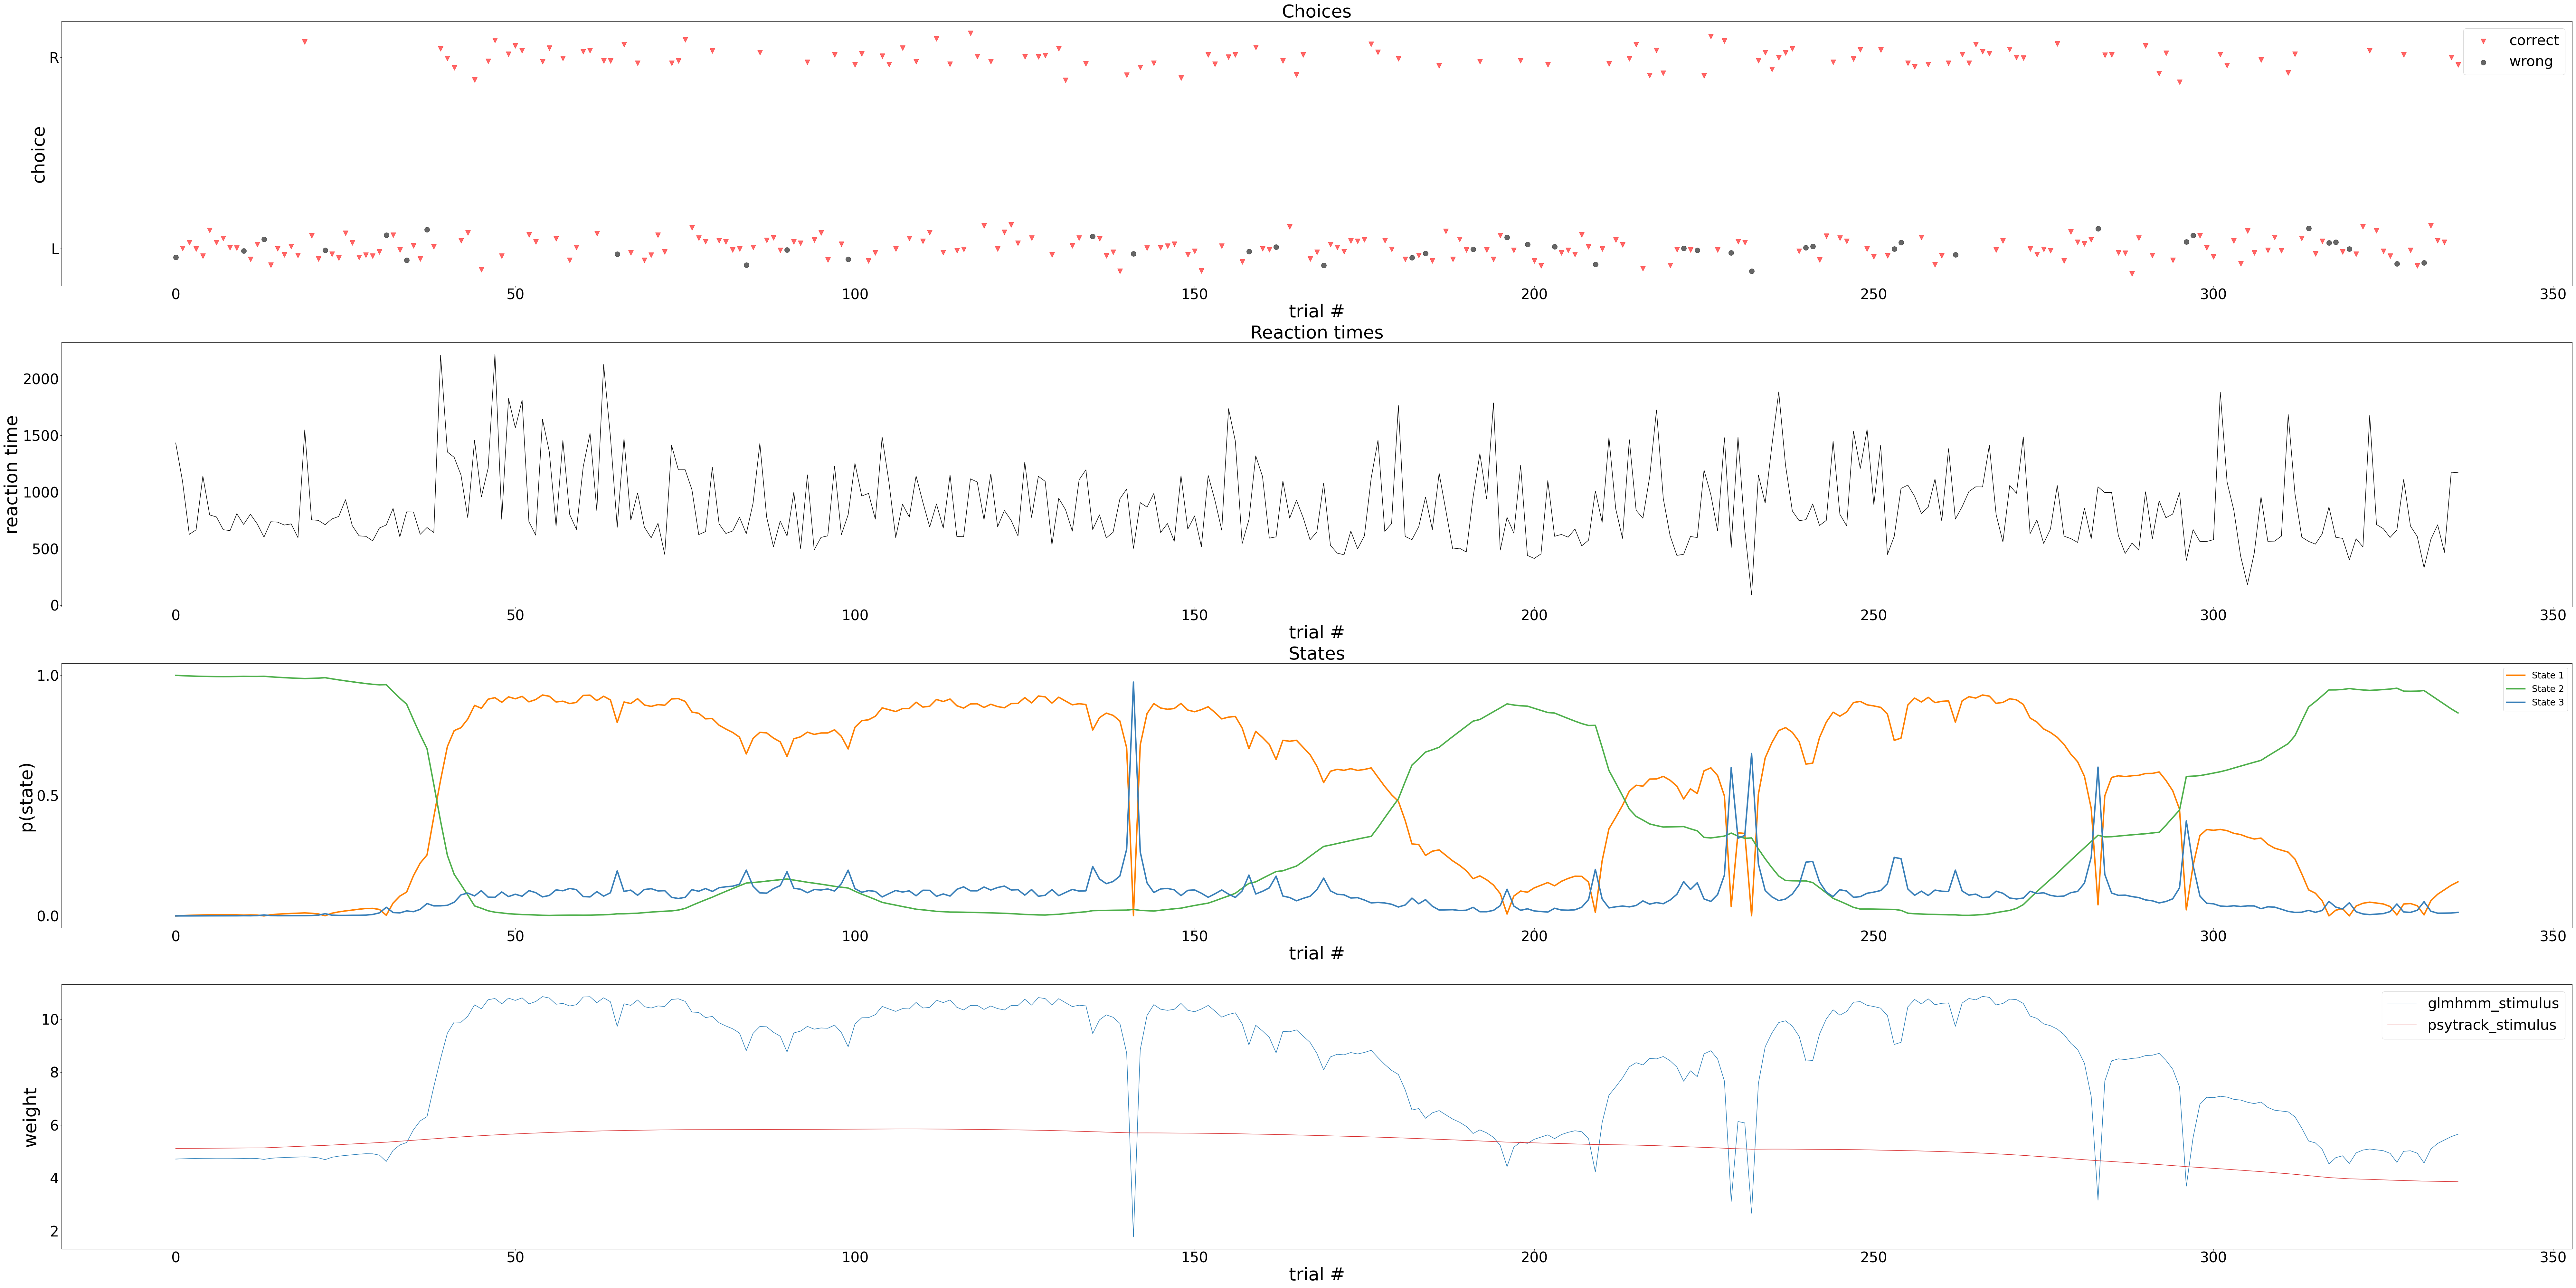 Choices
R
L
choice
correct
wrong
0 50 100 150 200 250 300 350
trial #
Reaction times
2000
1500
1000
500
0
reaction time
0 50 100 150 200 250 300 350
trial #
States
1.0
0.5
0.0
p(state)
State 1
State 2
State 3
0 50 100 150 200 250 300 350
trial #
10
8
6
4
2
weight
glmhmm_stimulus
psytrack_stimulus
0 50 100 150 200 250 300 350
trial #